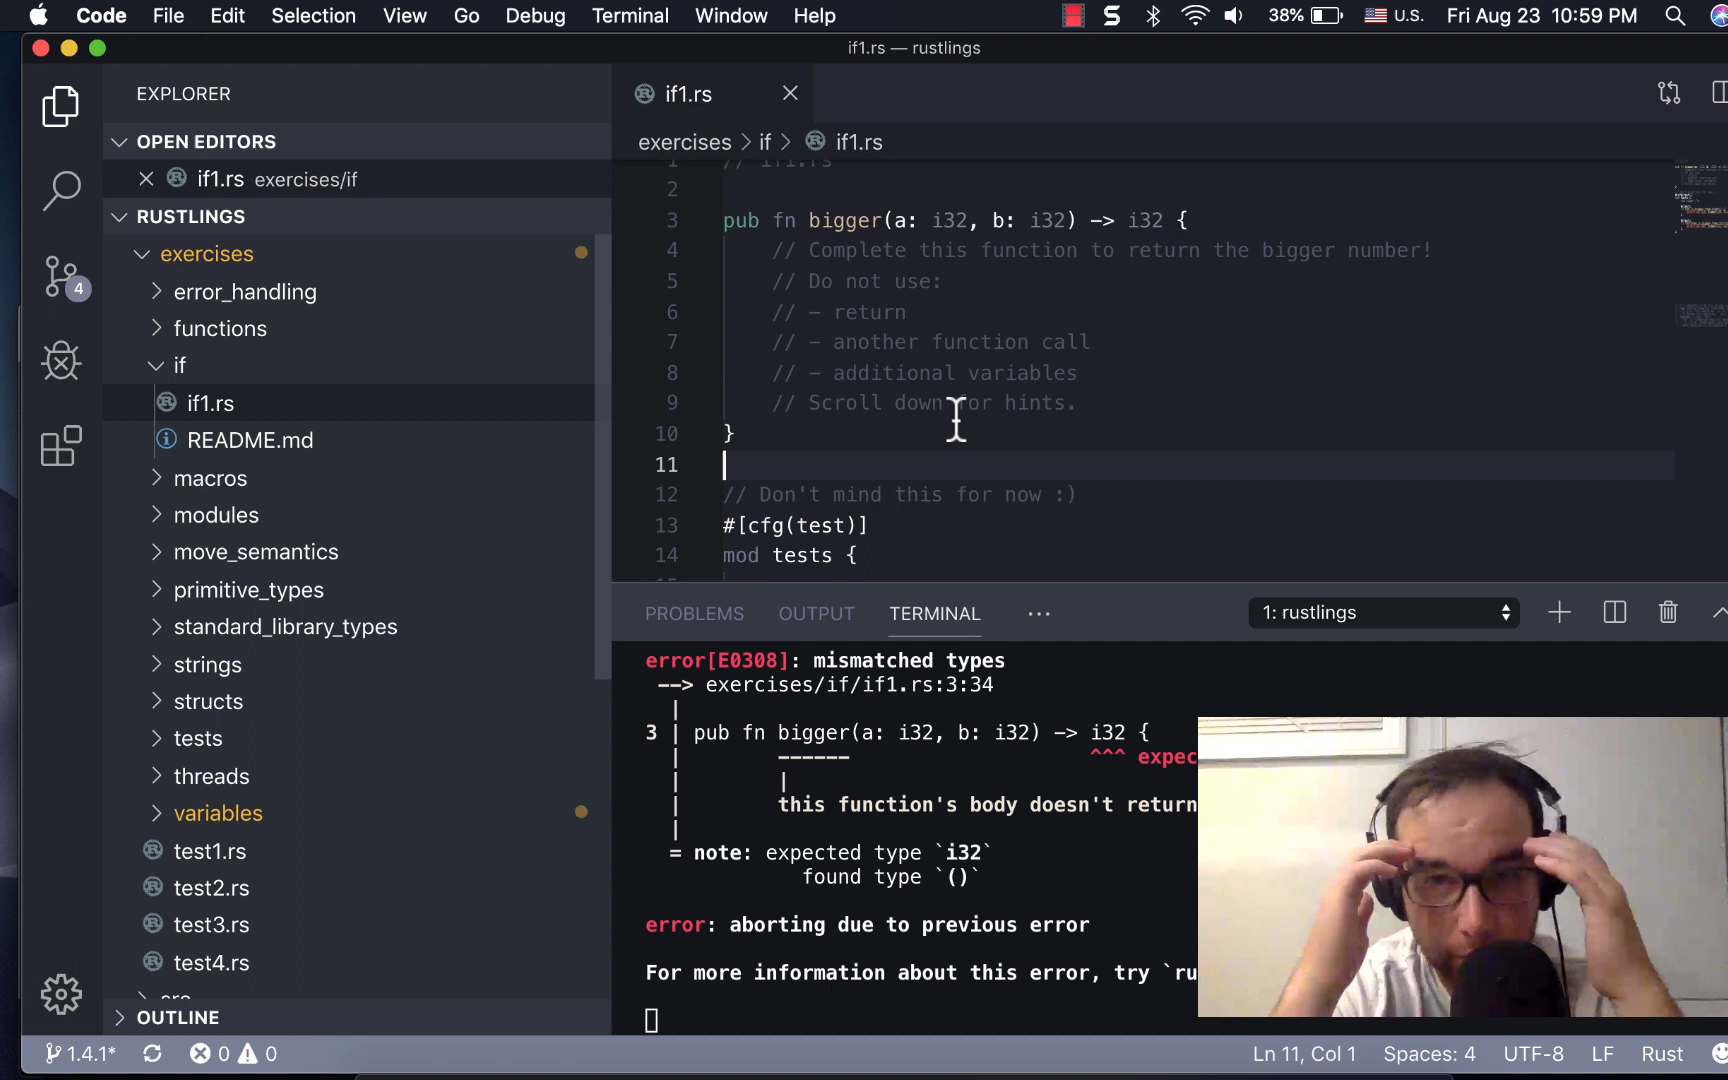 Code File Edit Selection View Go Debug Terminal Window Help 38% U.S. Fri Aug 23 10:59 PM
if1.rs — rustlings
EXPLORER
OPEN EDITORS
if1.rs exercises/if
RUSTLINGS
exercises
error_handling
functions
if
if1.rs
README.md
macros
modules
move_semantics
primitive_types
standard_library_types
strings
structs
tests
threads
variables
test1.rs
test2.rs
test3.rs
test4.rs
OUTLINE
4
if1.rs
exercises > if > if1.rs
1 // if1.rs
2
3 pub fn bigger(a: i32, b: i32) -> i32 {
4 // Complete this function to return the bigger number!
5 // Do not use:
6 // - return
7 // - another function call
8 // - additional variables
9 // Scroll down for hints.
10 }
11
12 // Don't mind this for now :)
13 #[cfg(test)]
14 mod tests {
PROBLEMS OUTPUT TERMINAL ... 1: rustlings
error[E0308]: mismatched types
--> exercises/if/if1.rs:3:34
|
3 | pub fn bigger(a: i32, b: i32) -> i32 {
| ------ ^^^ expec
| |
| this function's body doesn't return
|
= note: expected type `i32`
found type `()`
error: aborting due to previous error
For more information about this error, try `ru
1.4.1* 0 0 Ln 11, Col 1 Spaces: 4 UTF-8 LF Rust